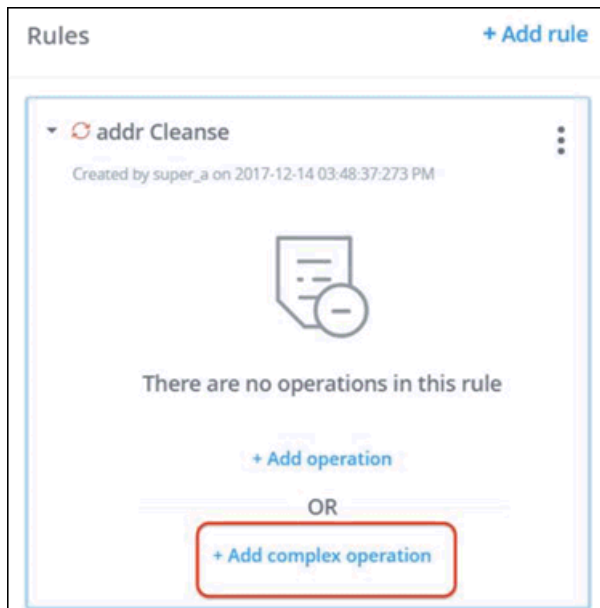 Rules
+ Add rule
addr Cleanse
Created by super_a on 2017-12-14 03:48:37:273 PM
There are no operations in this rule
+ Add operation
OR
+ Add complex operation